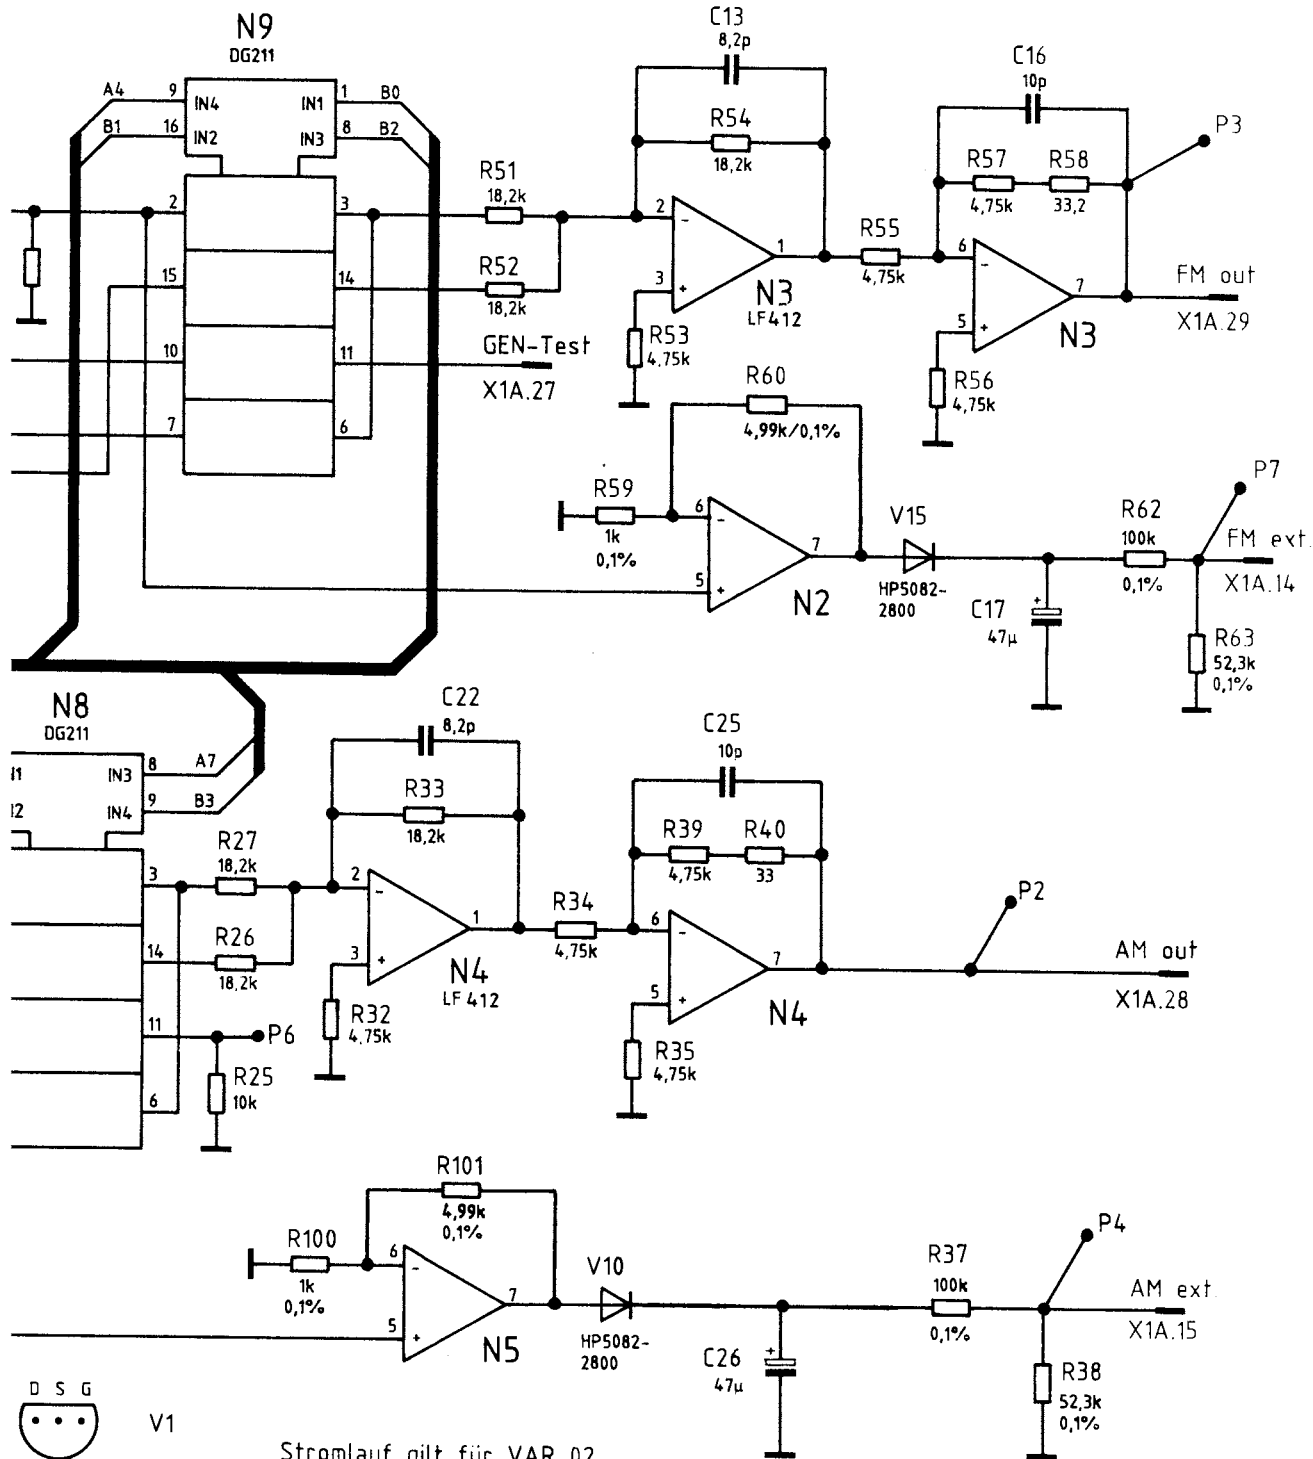 N9
DG211
A4
9
IN4
IN1
1
B0
B1
16
IN2
IN3
8
B2
2
3
15
14
10
11
7
6
C13
8,2p
R54
18,2k
R51
18,2k
R52
18,2k
2
-
1
3
+
N3
LF412
R53
4,75k
GEN-Test
X1A.27
C16
10p
R57
4,75k
R58
33,2
P3
R55
4,75k
6
-
7
5
+
N3
FM out
X1A.29
R56
4,75k
R60
4,99k/0,1%
R59
1k
0,1%
6
-
7
5
+
N2
V15
HP5082-
2800
C17
+
47µ
R62
100k
0,1%
P7
FM ext.
X1A.14
R63
52,3k
0,1%
N8
DG211
IN3
8
A7
IN4
9
B3
3
14
11
6
R27
18,2k
R26
18,2k
P6
R25
10k
C22
8,2p
R33
18,2k
2
-
1
3
+
N4
LF 412
R32
4,75k
C25
10p
R39
4,75k
R40
33
R34
4,75k
6
-
7
5
+
N4
R35
4,75k
P2
AM out
X1A.28
R101
4,99k
0,1%
R100
1k
0,1%
6
-
7
5
+
N5
V10
HP5082-
2800
C26
+
47µ
R37
100k
0,1%
P4
AM ext.
X1A.15
R38
52,3k
0,1%
D S G
V1
Stromlauf gilt für VAR 02